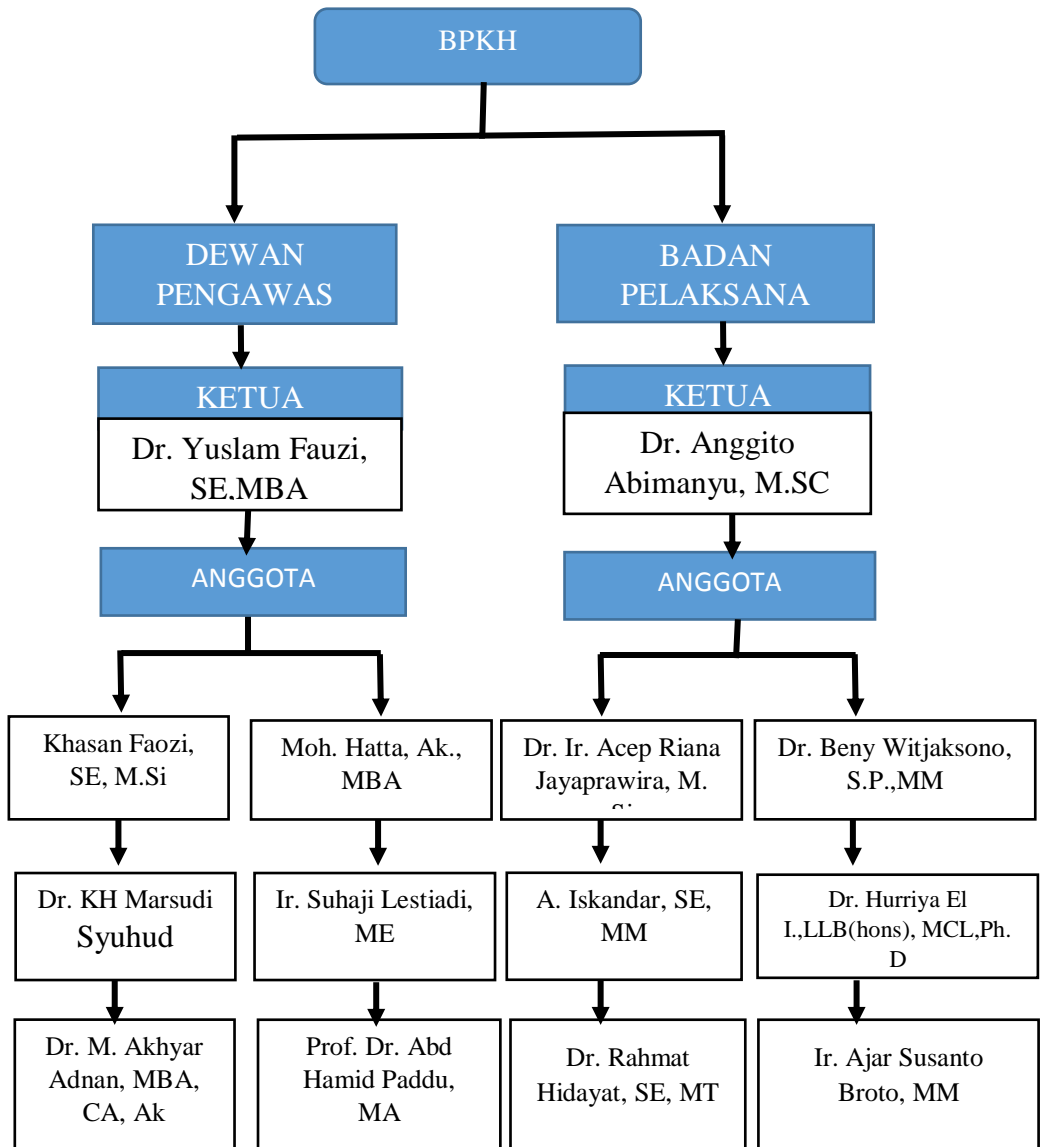 BPKH
DEWAN
PENGAWAS
BADAN
PELAKSANA
KETUA
Dr. Yuslam Fauzi,
SE,MBA
KETUA
Dr. Anggito
Abimanyu, M.SC
ANGGOTA
ANGGOTA
Khasan Faozi,
SE, M.Si
Moh. Hatta, Ak.,
MBA
Dr. Ir. Acep Riana
Jayaprawira, M.
Si
Dr. Beny Witjaksono,
S.P.,MM
Dr. KH Marsudi
Syuhud
Ir. Suhaji Lestiadi,
ME
A. Iskandar, SE,
MM
Dr. Hurriya El
I.,LLB(hons), MCL,Ph.
D
Dr. M. Akhyar
Adnan, MBA,
CA, Ak
Prof. Dr. Abd
Hamid Paddu,
MA
Dr. Rahmat
Hidayat, SE, MT
Ir. Ajar Susanto
Broto, MM